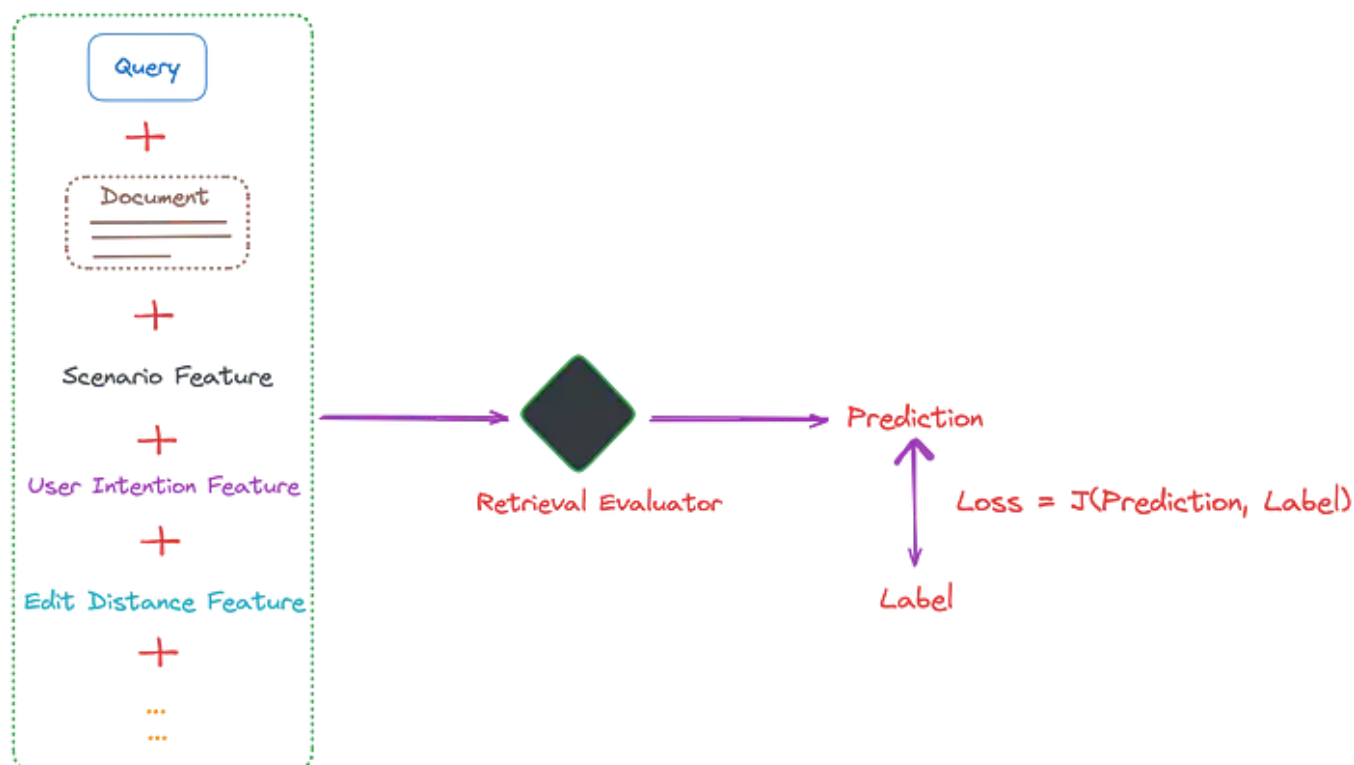 Query
+
Document
+
Scenario Feature
+
User Intention Feature
+
Edit Distance Feature
+
...
...
Retrieval Evaluator
Prediction
Loss = J(Prediction, Label)
Label